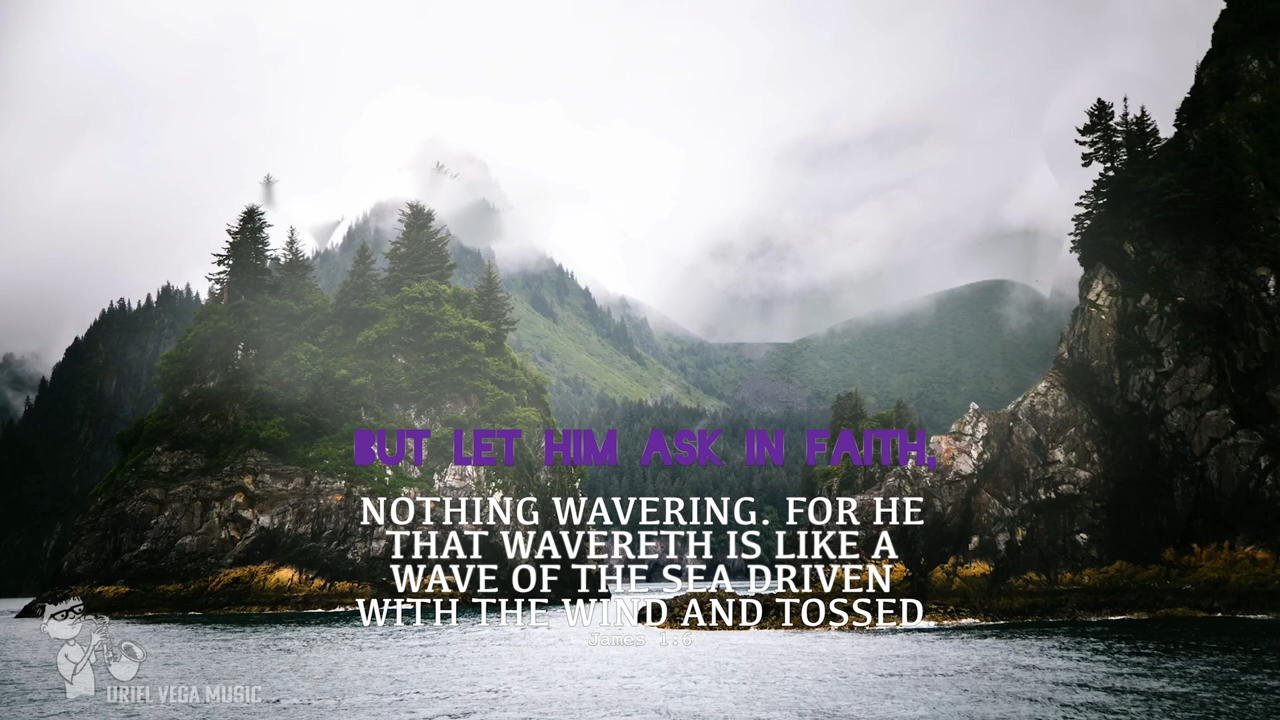 BUT LET HIM ASK IN FAITH,
NOTHING WAVERING. FOR HE
THAT WAVERETH IS LIKE A
WAVE OF THE SEA DRIVEN
WITH THE WIND AND TOSSED.
James 1:6
URIEL VEGA MUSIC